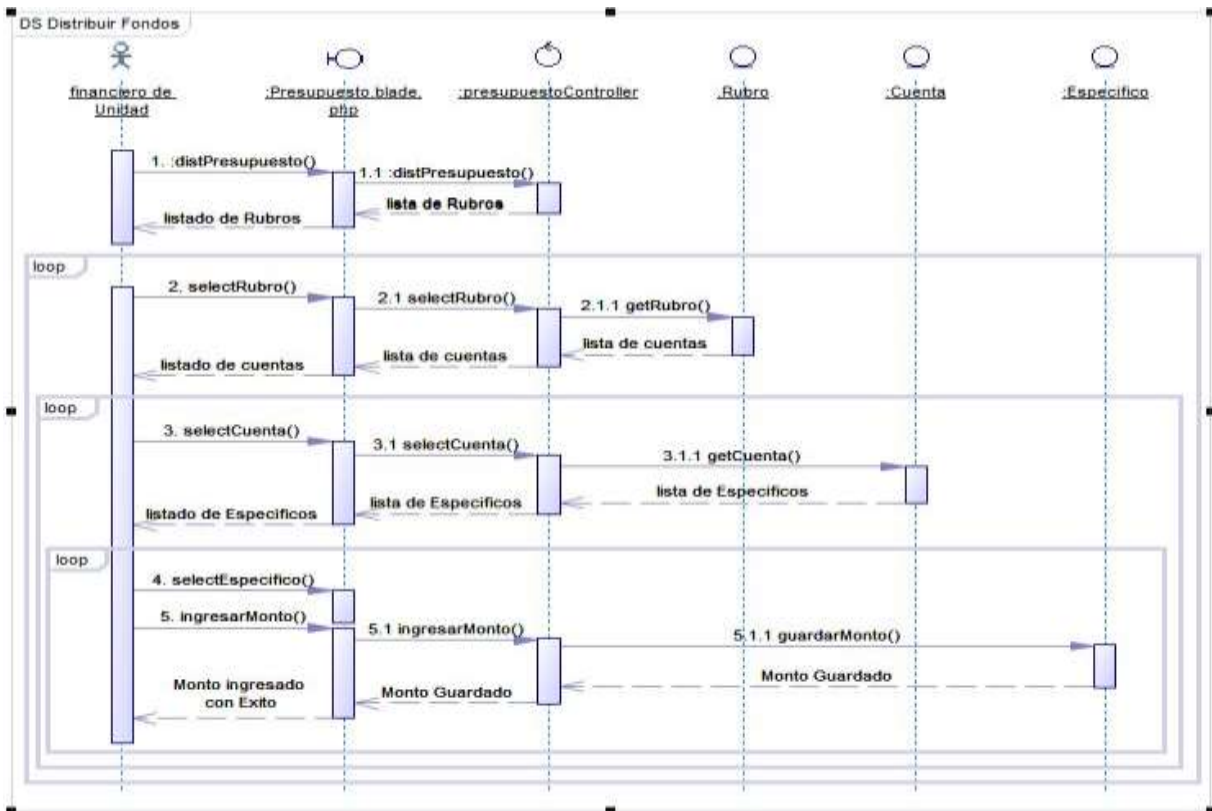 DS Distribuir Fondos
financiero de
Unidad
:Presupuesto.blade.
php
:presupuestoController
:Rubro
:Cuenta
:Especifico
1. :distPresupuesto()
1.1 :distPresupuesto()
lista de Rubros
listado de Rubros
loop
2. selectRubro()
2.1 selectRubro()
2.1.1 getRubro()
lista de cuentas
lista de cuentas
listado de cuentas
loop
3. selectCuenta()
3.1 selectCuenta()
3.1.1 getCuenta()
lista de Especificos
lista de Especificos
listado de Especificos
loop
4. selectEspecifico()
5. ingresarMonto()
5.1 ingresarMonto()
5.1.1 guardarMonto()
Monto Guardado
Monto Guardado
Monto ingresado
con Exito